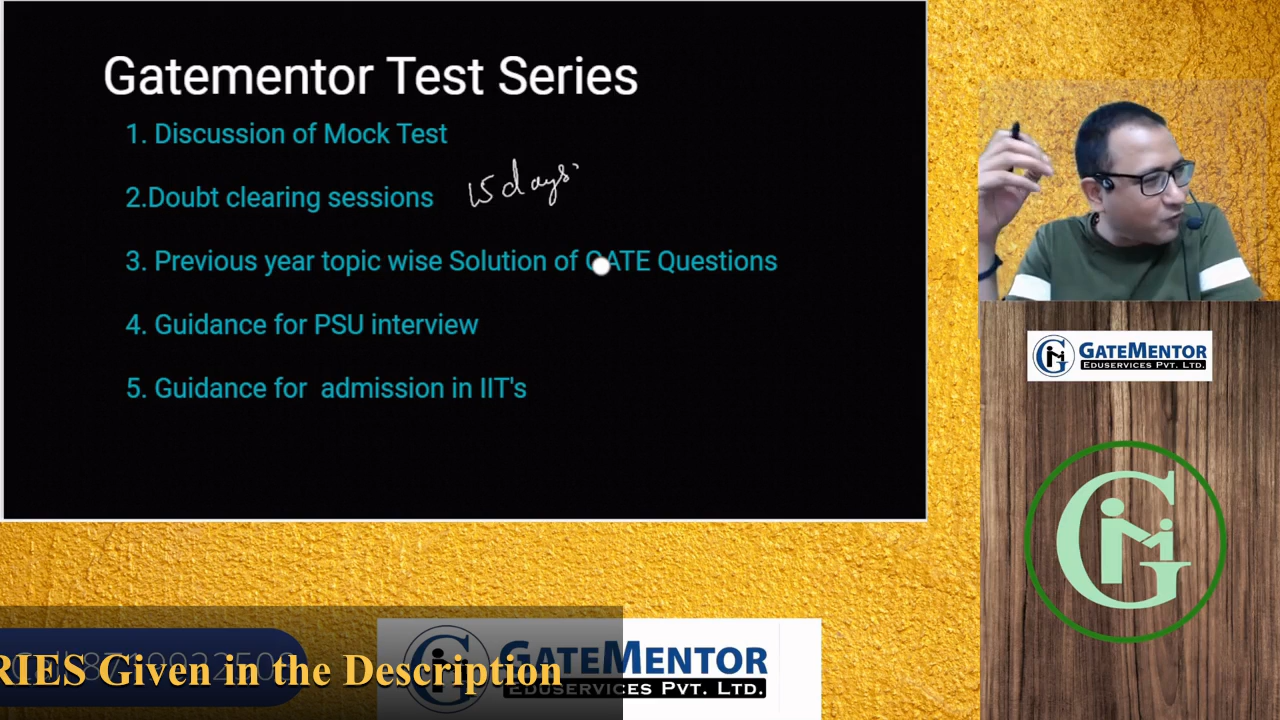 Gatementor Test Series
1. Discussion of Mock Test
2.Doubt clearing sessions 15 days.
3. Previous year topic wise Solution of GATE Questions
4. Guidance for PSU interview
5. Guidance for admission in IIT's
GATEMENTOR
EDUSERVICES PVT. LTD.
RIES Given in the Description
GATEMENTOR
EDUSERVICES PVT. LTD.